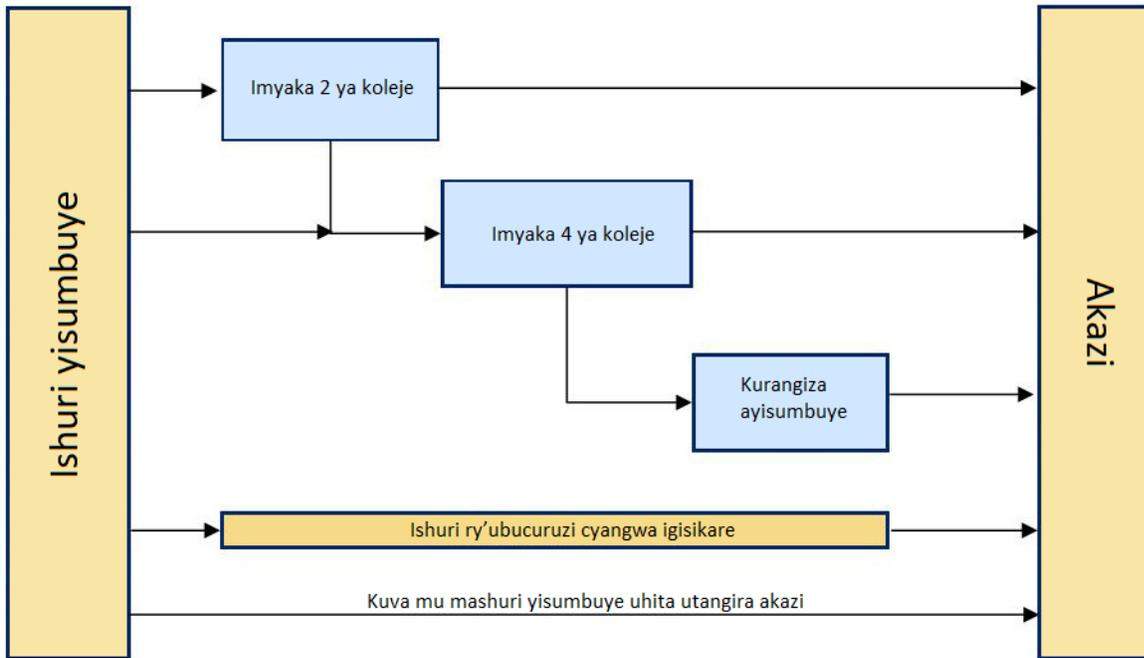 Ishuri yisumbuye
Imyaka 2 ya koleje
Imyaka 4 ya koleje
Kurangiza
ayisumbuye
Ishuri ry’ubucuruzi cyangwa igisikare
Kuva mu mashuri yisumbuye uhita utangira akazi
Akazi